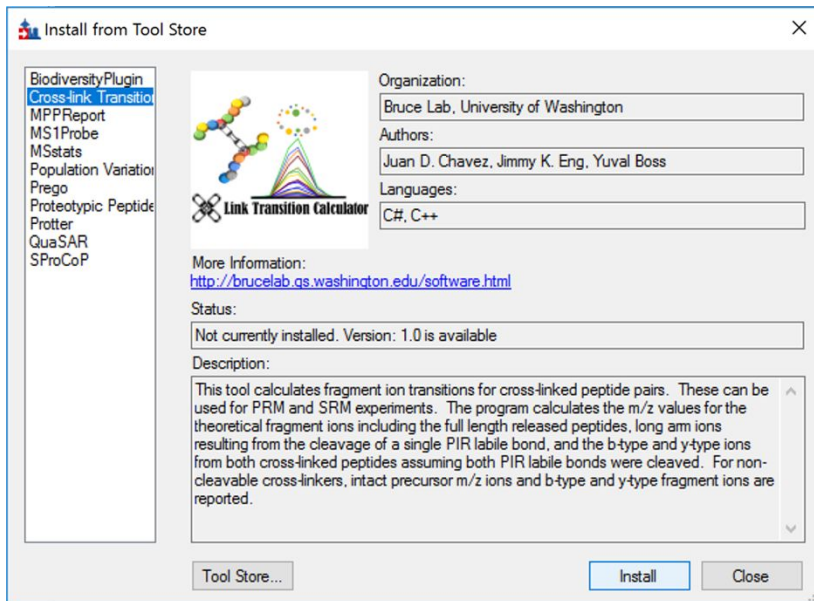 Install from Tool Store
BiodiversityPlugin
Cross-link Transition
MPPReport
MS1Probe
MSstats
Population Variation
Prego
Proteotypic Peptide
Protter
QuaSAR
SProCoP
Link Transition Calculator
Organization:
Bruce Lab, University of Washington
Authors:
Juan D. Chavez, Jimmy K. Eng, Yuval Boss
Languages:
C#, C++
More Information:
http://brucelab.gs.washington.edu/software.html
Status:
Not currently installed. Version: 1.0 is available
Description:
This tool calculates fragment ion transitions for cross-linked peptide pairs. These can be
used for PRM and SRM experiments. The program calculates the m/z values for the
theoretical fragment ions including the full length released peptides, long arm ions
resulting from the cleavage of a single PIR labile bond, and the b-type and y-type ions
from both cross-linked peptides assuming both PIR labile bonds were cleaved. For non-
cleavable cross-linkers, intact precursor m/z ions and b-type and y-type fragment ions are
reported.
Tool Store...
Install
Close